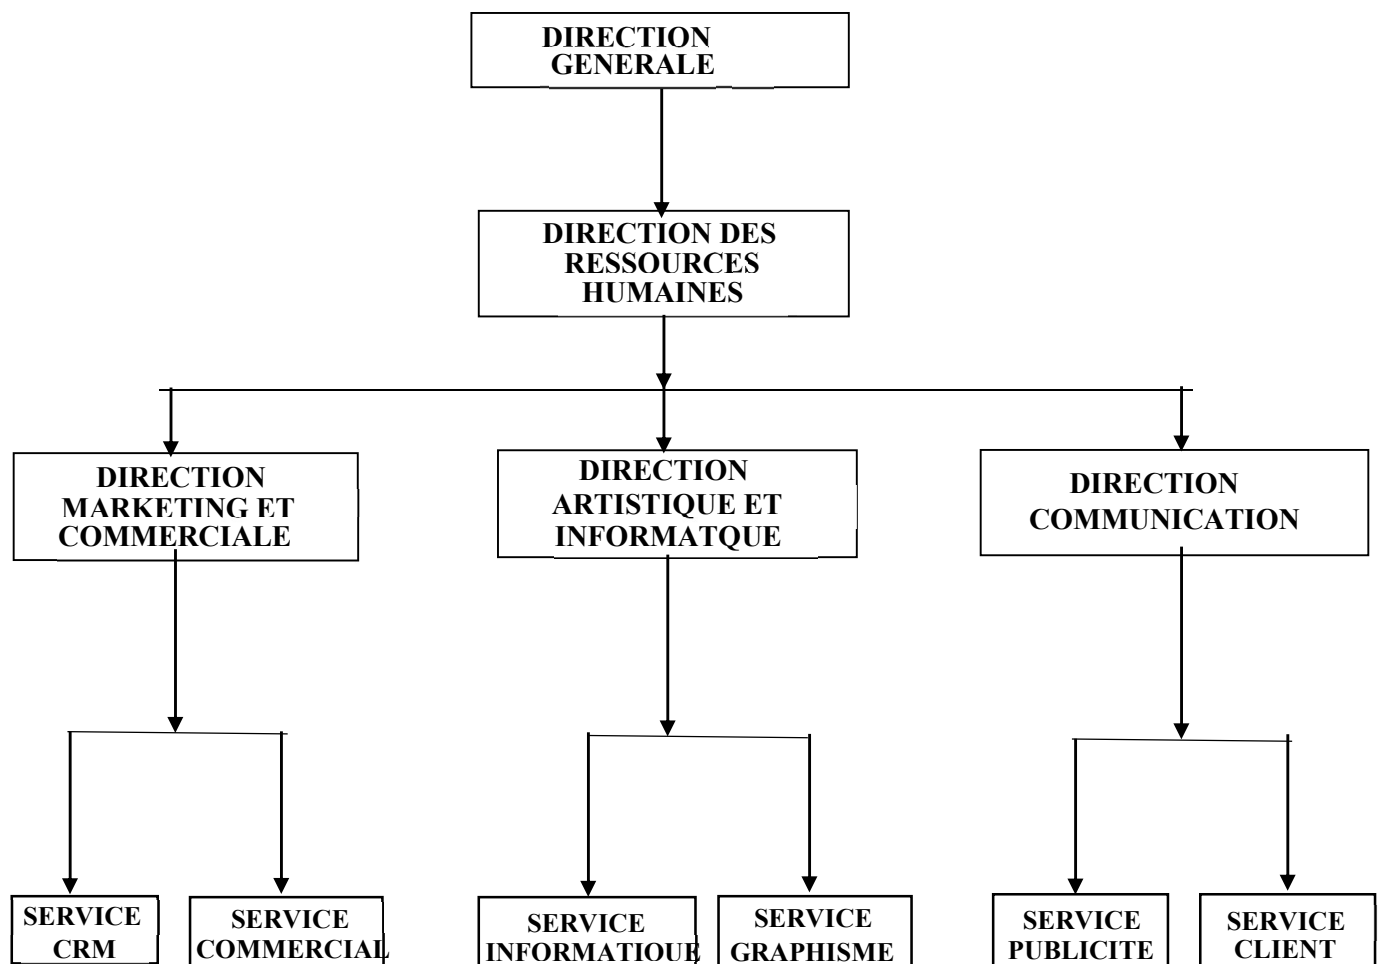 DIRECTION
GENERALE
DIRECTION DES
RESSOURCES
HUMAINES
DIRECTION
MARKETING ET
COMMERCIALE
DIRECTION
ARTISTIQUE ET
INFORMATQUE
DIRECTION
COMMUNICATION
SERVICE
CRM
SERVICE
COMMERCIAL
SERVICE
INFORMATIQUE
SERVICE
GRAPHISME
SERVICE
PUBLICITE
SERVICE
CLIENT